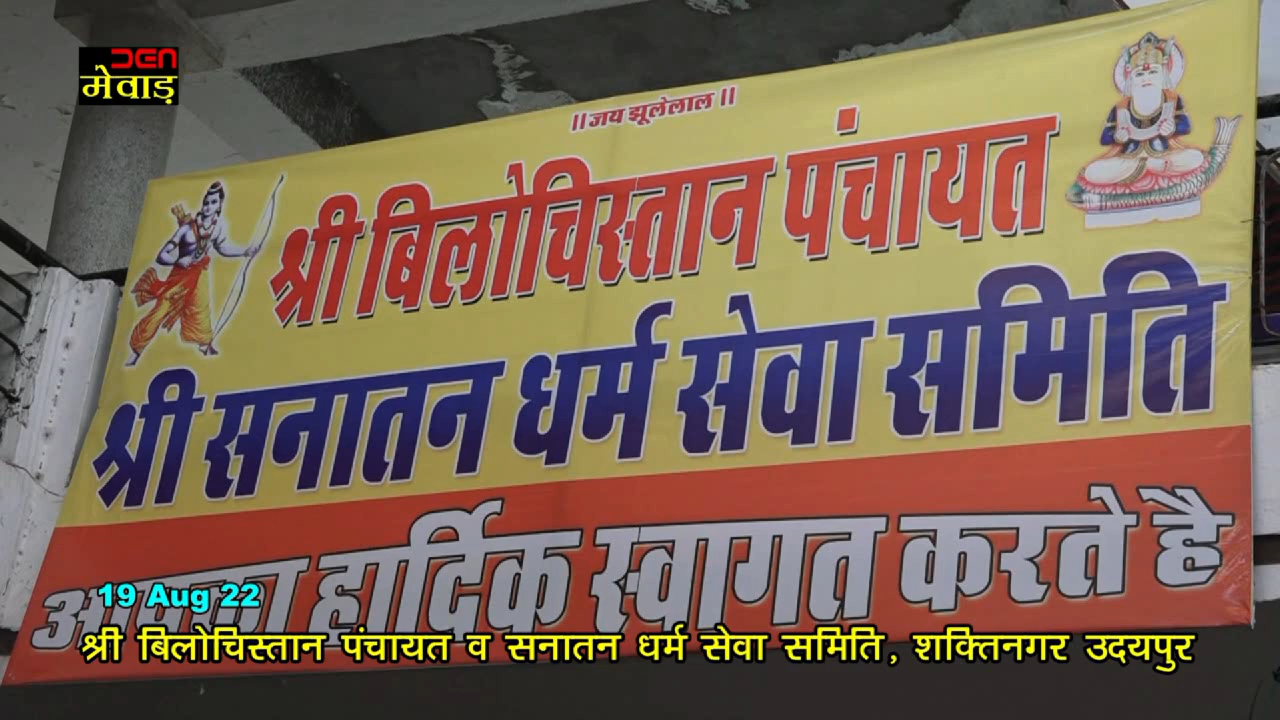 DEN
मेवाड़
॥ जय झूलेलाल ॥
श्री बिलोचिस्तान पंचायत
श्री सनातन धर्म सेवा समिति
आपका हार्दिक स्वागत करते है
19 Aug 22
श्री बिलोचिस्तान पंचायत व सनातन धर्म सेवा समिति, शक्तिनगर उदयपुर